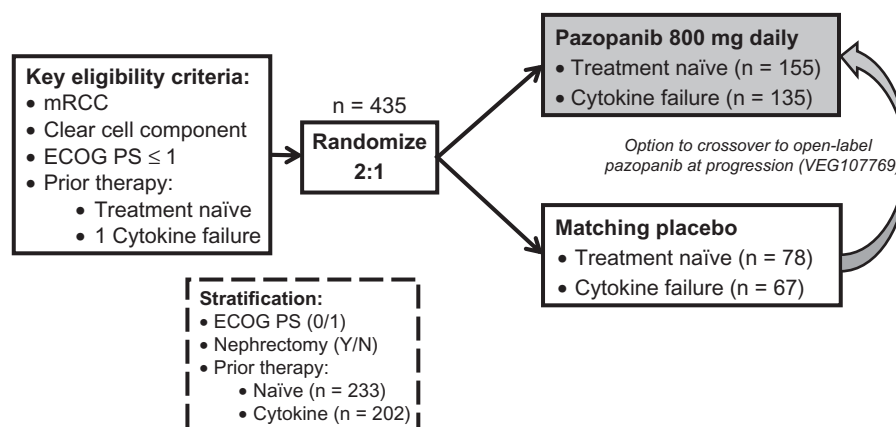 Key eligibility criteria:
• mRCC
• Clear cell component
• ECOG PS ≤ 1
• Prior therapy:
• Treatment naïve
• 1 Cytokine failure
n = 435
Randomize
2:1
Pazopanib 800 mg daily
• Treatment naïve (n = 155)
• Cytokine failure (n = 135)
Option to crossover to open-label
pazopanib at progression (VEG107769)
Matching placebo
• Treatment naïve (n = 78)
• Cytokine failure (n = 67)
Stratification:
• ECOG PS (0/1)
• Nephrectomy (Y/N)
• Prior therapy:
• Naïve (n = 233)
• Cytokine (n = 202)